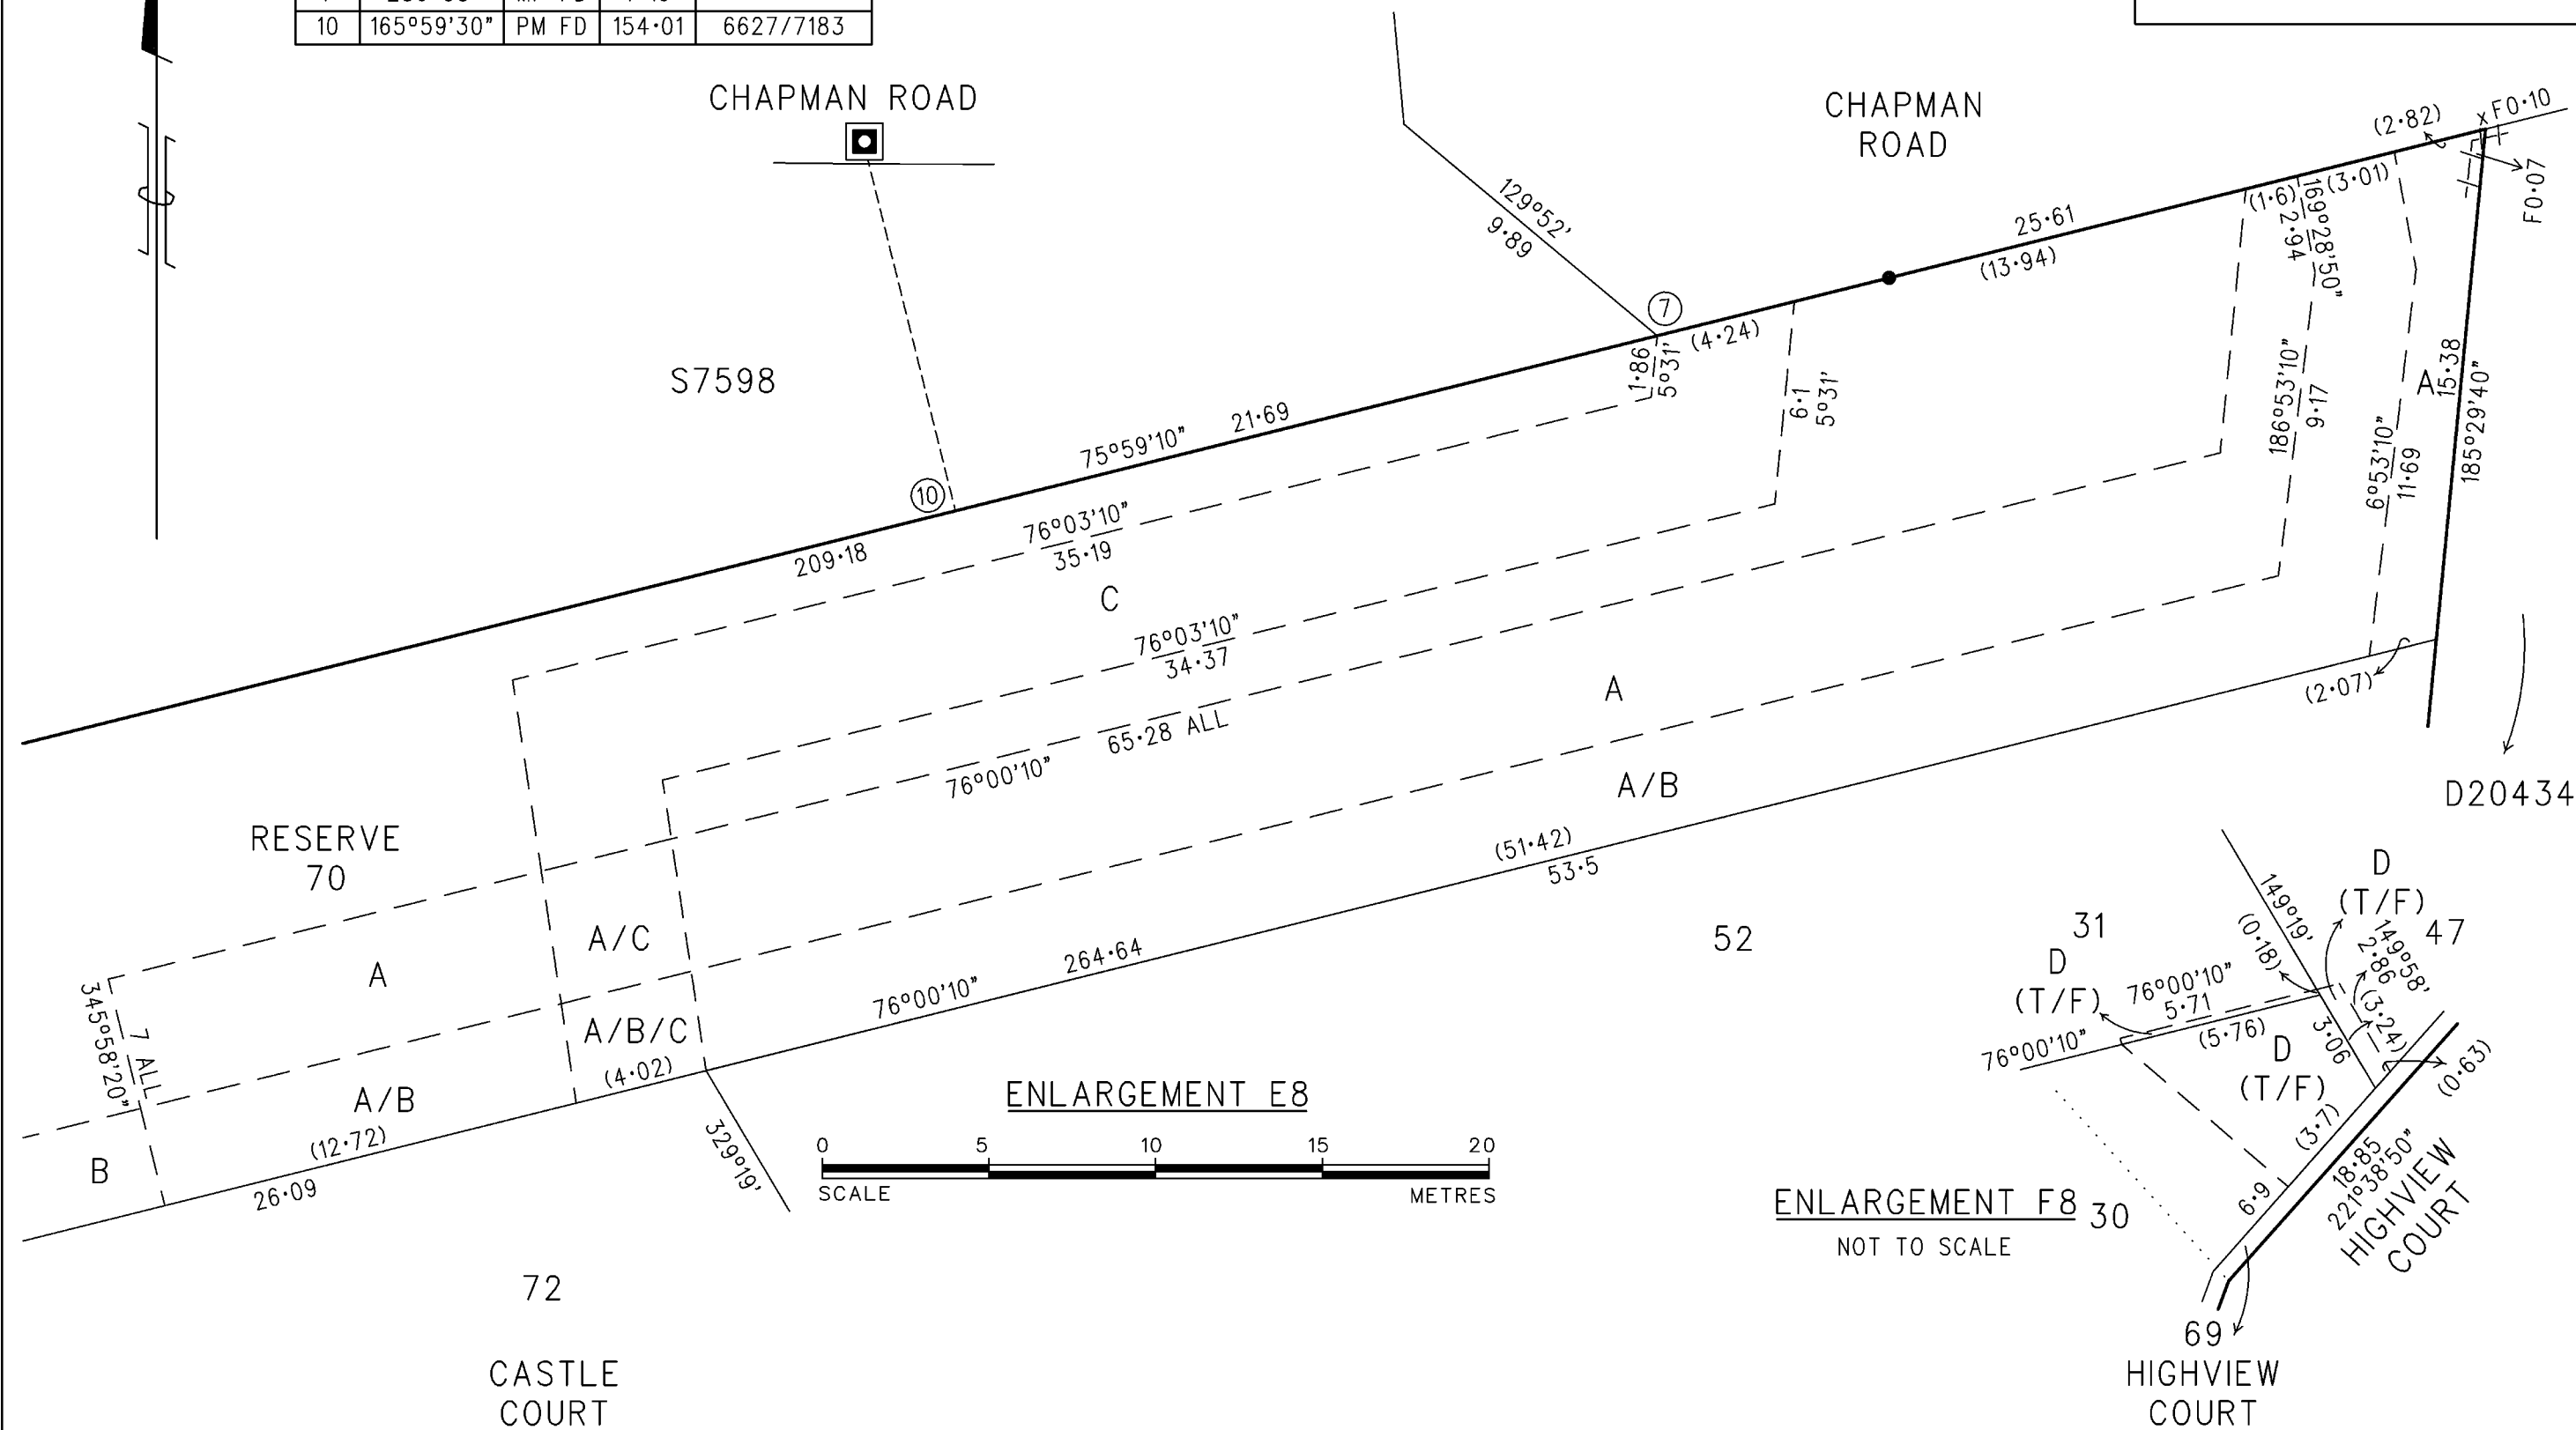 10 165°59'30" PM FD 154·01 6627/7183
CHAPMAN ROAD
CHAPMAN
ROAD
S7598
129°52'
9·89
(2·82)
F0·10
F0·07
(3·01)
(1·6)
169°28'50"
2·94
25·61
(13·94)
7
(4·24)
1·86
5°31'
6·1
5°31'
186°53'10"
9·17
6°53'10"
11·69
A
15·38
185°29'40"
75°59'10"
21·69
10
209·18
76°03'10"
35·19
C
76°03'10"
34·37
65·28 ALL
76°00'10"
A
A/B
(2·07)
D20434
RESERVE
70
A
A/C
A/B/C
345°58'20"
7 ALL
A/B
B
(12·72)
26·09
(4·02)
76°00'10"
264·64
(51·42)
53·5
52
329°19'
ENLARGEMENT E8
0 5 10 15 20
SCALE
METRES
72
CASTLE
COURT
31
D
(T/F)
47
149°19'
(0·18)
149°58'
2·86
(3·24)
D
(T/F)
76°00'10"
5·71
76°00'10"
(5·76)
3·06
D
(T/F)
(0·63)
(3·7)
6·9
18·85
221°38'50"
HIGHVIEW
COURT
ENLARGEMENT F8
NOT TO SCALE
30
69
HIGHVIEW
COURT